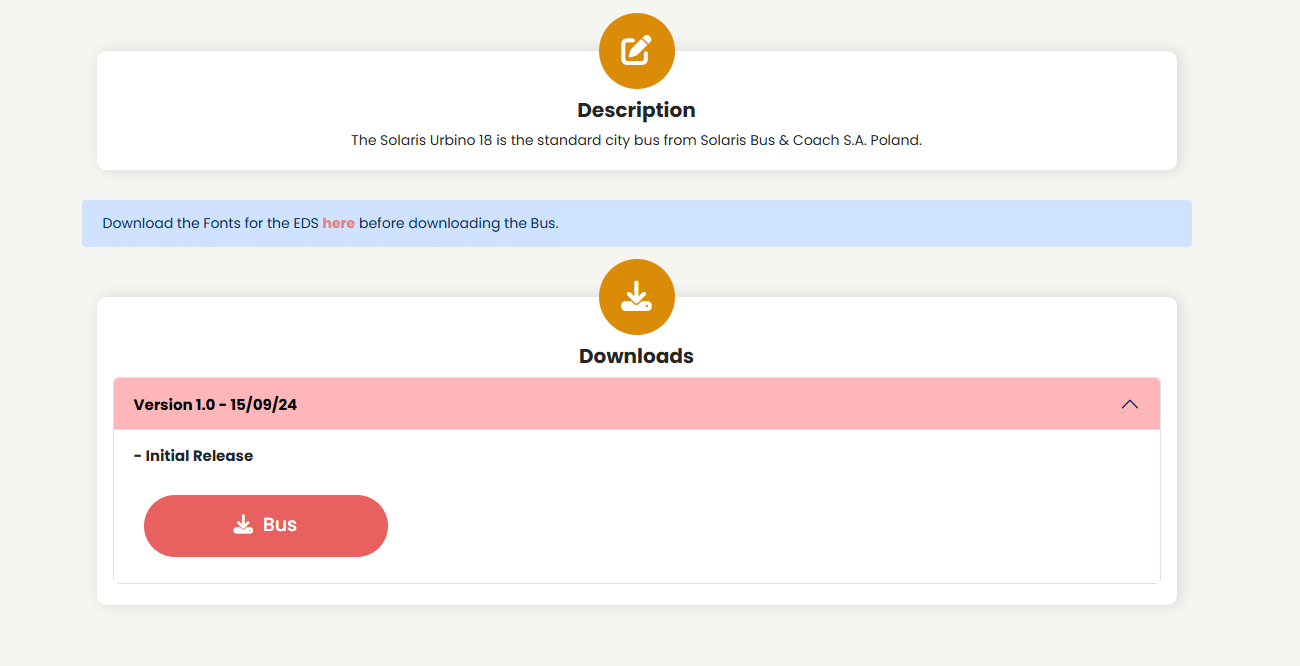 Description
The Solaris Urbino 18 is the standard city bus from Solaris Bus & Coach S.A. Poland.
Download the Fonts for the EDS here before downloading the Bus.
Downloads
Version 1.0 - 15/09/24
- Initial Release
Bus